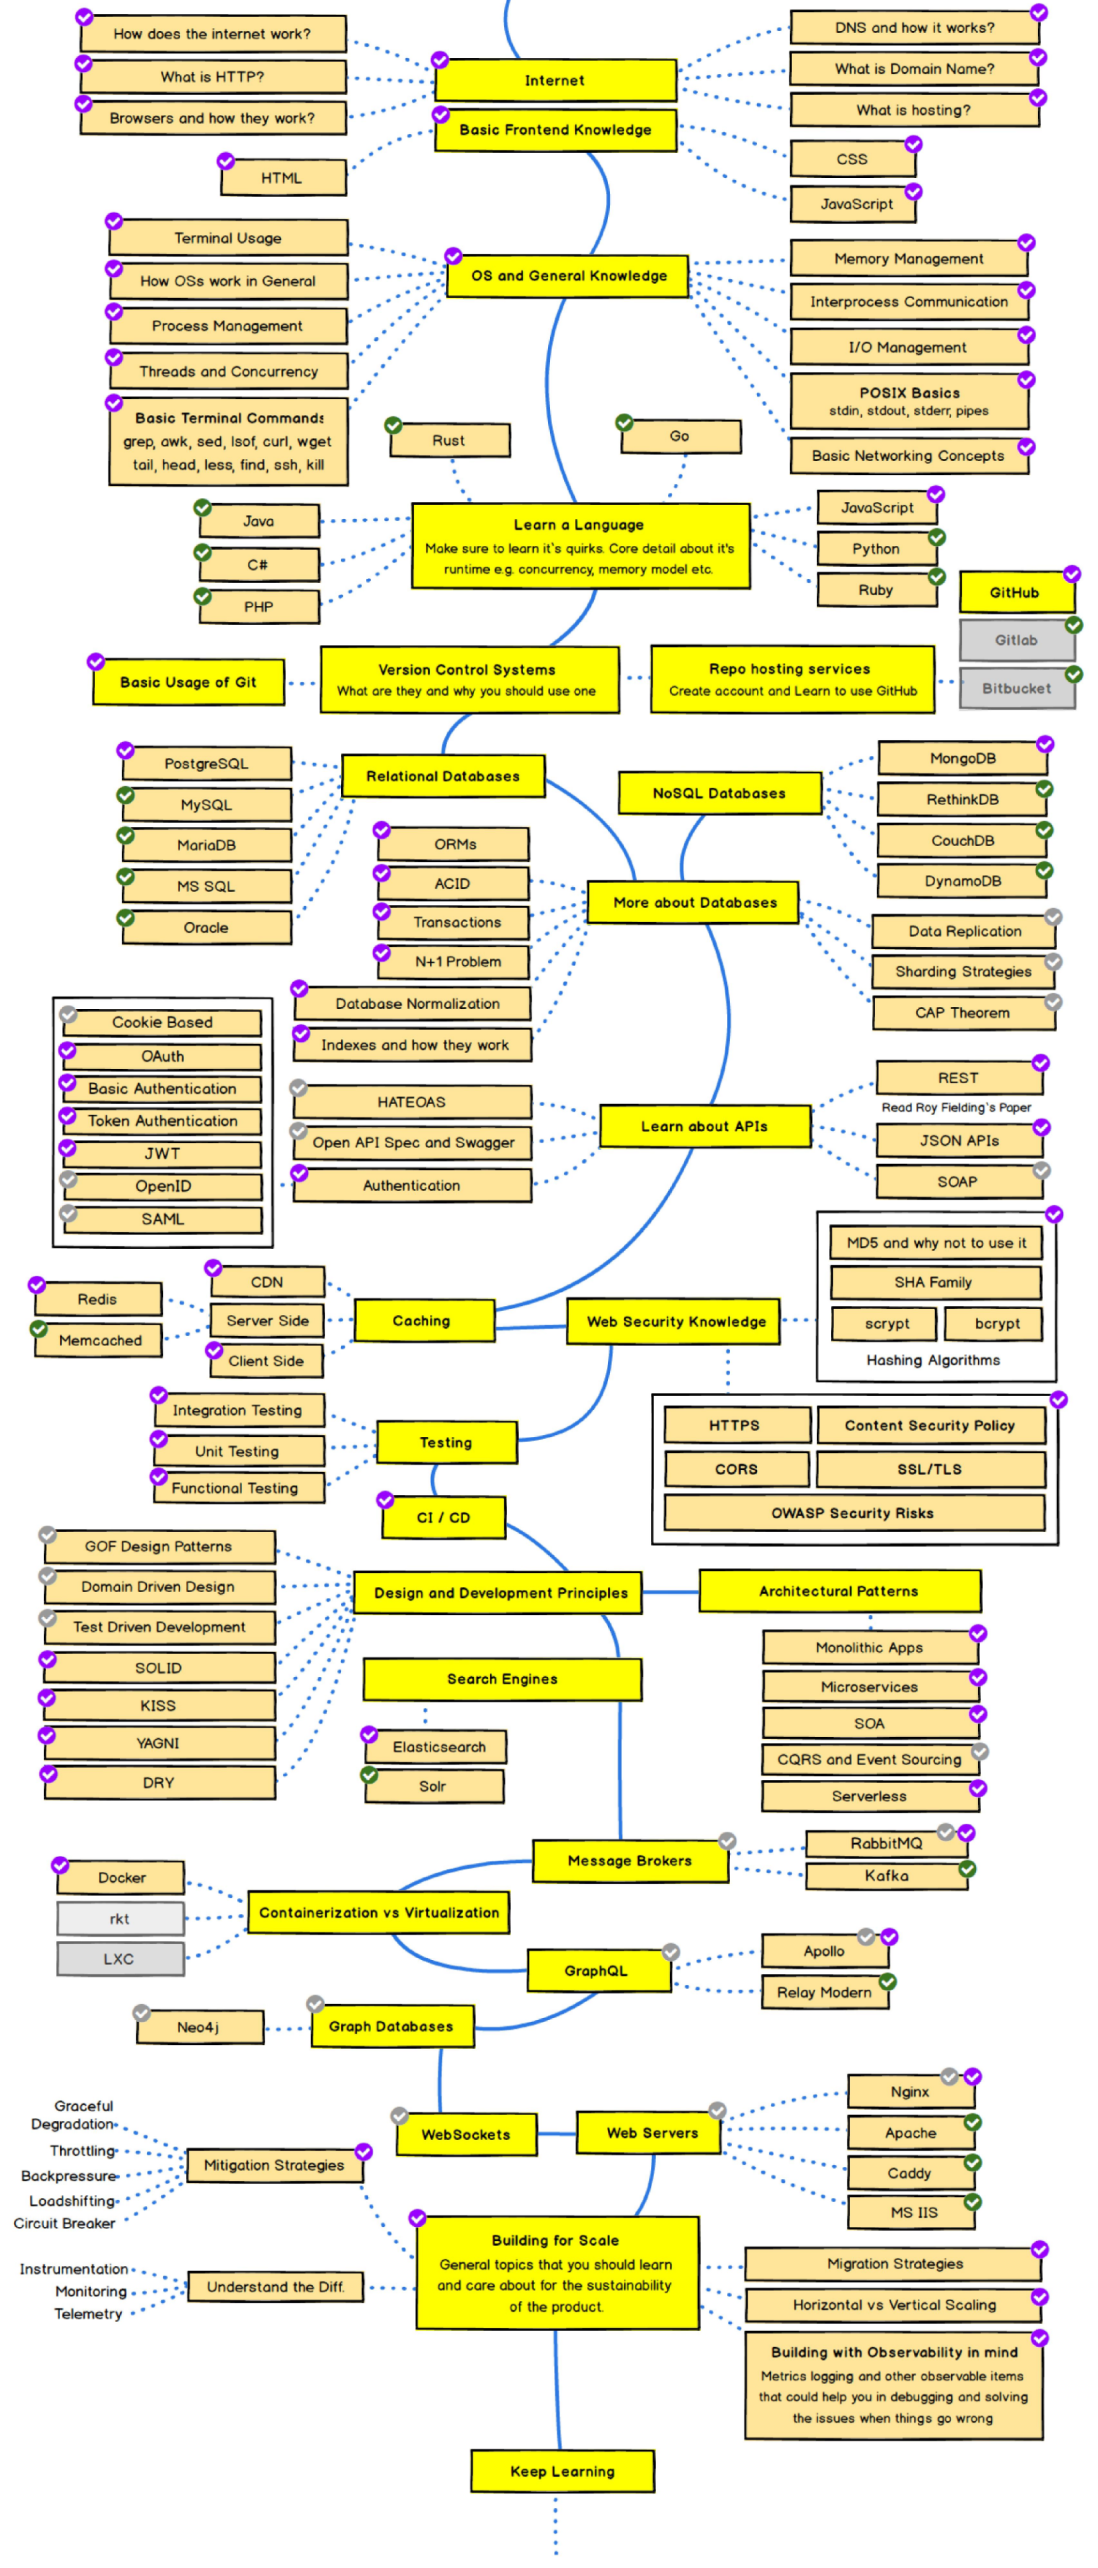 How does the internet work?
What is HTTP?
Browsers and how they work?
Internet
DNS and how it works?
What is Domain Name?
What is hosting?
Basic Frontend Knowledge
HTML
CSS
JavaScript
Terminal Usage
How OSs work in General
Process Management
Threads and Concurrency
Basic Terminal Commands
grep, awk, sed, lsof, curl, wget
tail, head, less, find, ssh, kill
OS and General Knowledge
Memory Management
Interprocess Communication
I/O Management
POSIX Basics
stdin, stdout, stderr, pipes
Basic Networking Concepts
Rust
Go
Java
C#
PHP
Learn a Language
Make sure to learn it`s quirks. Core detail about it's
runtime e.g. concurrency, memory model etc.
JavaScript
Python
Ruby
GitHub
Gitlab
Bitbucket
Basic Usage of Git
Version Control Systems
What are they and why you should use one
Repo hosting services
Create account and Learn to use GitHub
PostgreSQL
MySQL
MariaDB
MS SQL
Oracle
Relational Databases
NoSQL Databases
MongoDB
RethinkDB
CouchDB
DynamoDB
ORMs
ACID
Transactions
N+1 Problem
Database Normalization
Indexes and how they work
More about Databases
Data Replication
Sharding Strategies
CAP Theorem
Cookie Based
OAuth
Basic Authentication
Token Authentication
JWT
OpenID
SAML
HATEOAS
Open API Spec and Swagger
Authentication
Learn about APIs
REST
Read Roy Fielding`s Paper
JSON APIs
SOAP
Redis
Memcached
CDN
Server Side
Client Side
Caching
Web Security Knowledge
MD5 and why not to use it
SHA Family
scrypt
bcrypt
Hashing Algorithms
HTTPS
Content Security Policy
CORS
SSL/TLS
OWASP Security Risks
Integration Testing
Unit Testing
Functional Testing
Testing
CI / CD
GOF Design Patterns
Domain Driven Design
Test Driven Development
SOLID
KISS
YAGNI
DRY
Design and Development Principles
Architectural Patterns
Monolithic Apps
Microservices
SOA
CQRS and Event Sourcing
Serverless
Search Engines
Elasticsearch
Solr
Message Brokers
RabbitMQ
Kafka
Docker
rkt
LXC
Containerization vs Virtualization
GraphQL
Apollo
Relay Modern
Neo4j
Graph Databases
WebSockets
Web Servers
Nginx
Apache
Caddy
MS IIS
Graceful
Degradation
Throttling
Backpressure
Loadshifting
Circuit Breaker
Mitigation Strategies
Instrumentation
Monitoring
Telemetry
Understand the Diff.
Building for Scale
General topics that you should learn
and care about for the sustainability
of the product.
Migration Strategies
Horizontal vs Vertical Scaling
Building with Observability in mind
Metrics logging and other observable items
that could help you in debugging and solving
the issues when things go wrong
Keep Learning